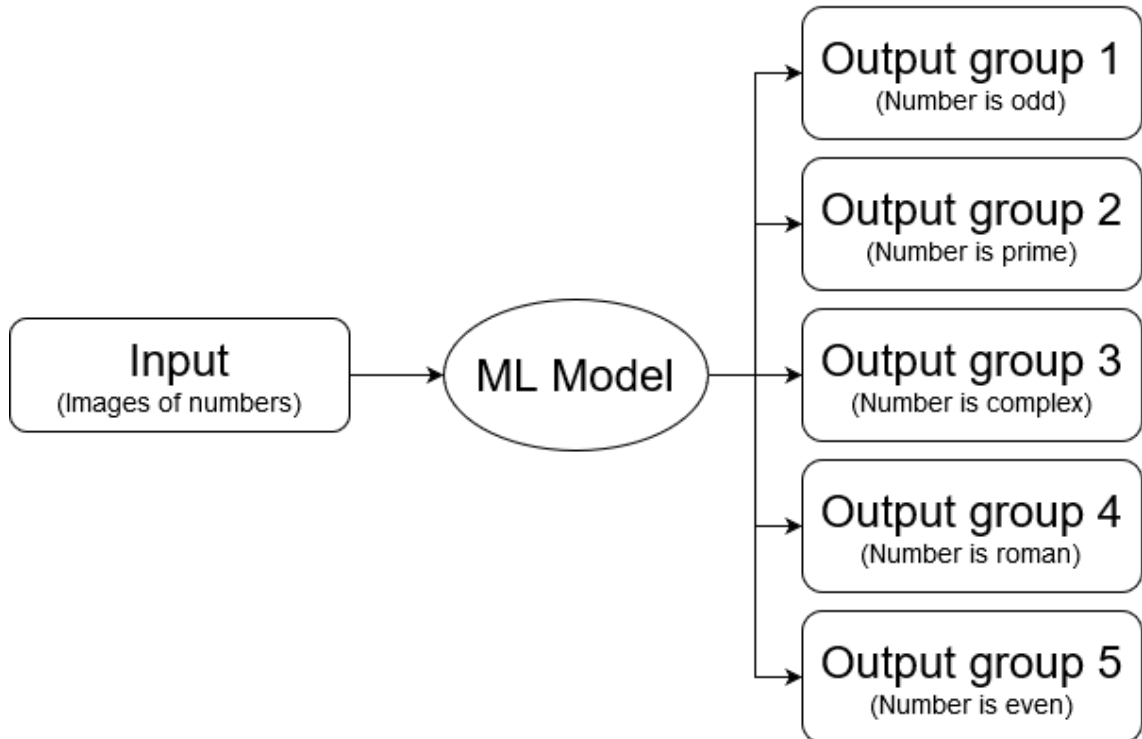 Output group 1
(Number is odd)
Output group 2
(Number is prime)
Input
(Images of numbers)
ML Model
Output group 3
(Number is complex)
Output group 4
(Number is roman)
Output group 5
(Number is even)